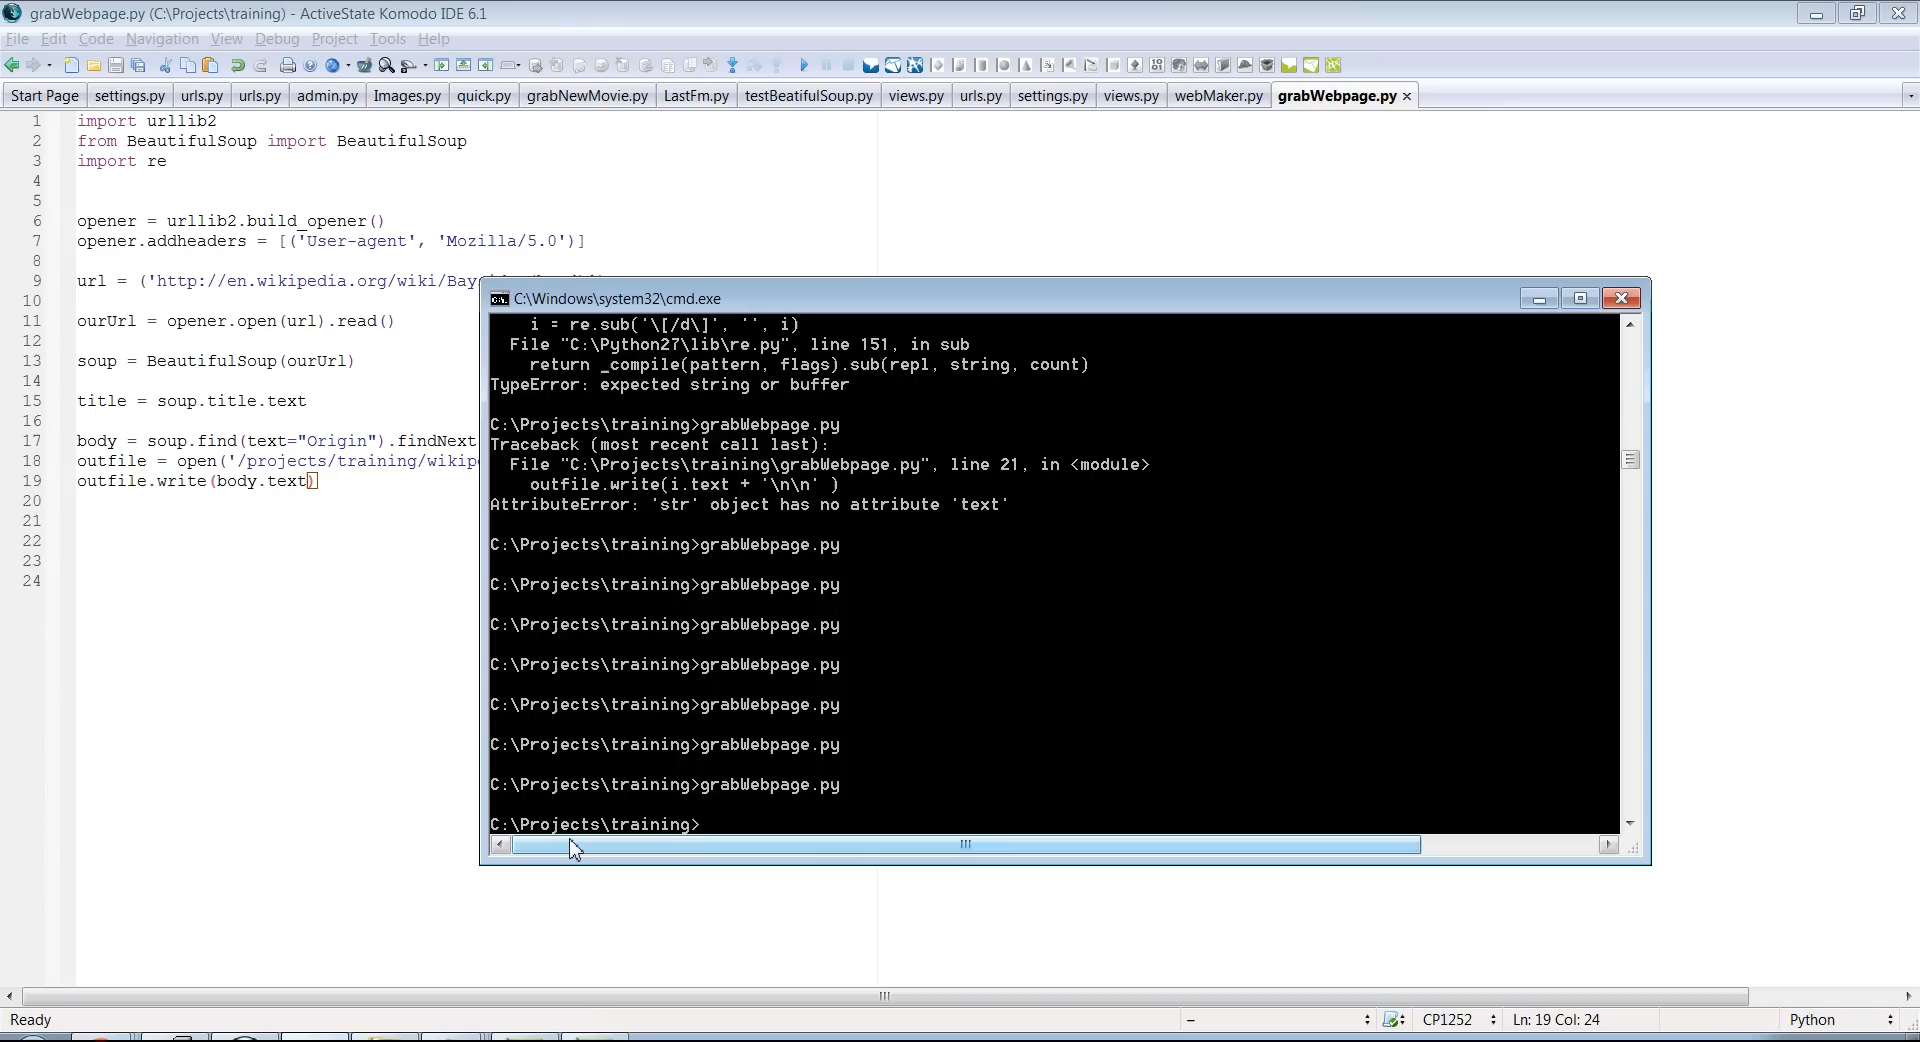 grabWebpage.py (C:\Projects\training) - ActiveState Komodo IDE 6.1
File Edit Code Navigation View Debug Project Tools Help
Start Page settings.py urls.py urls.py admin.py Images.py quick.py grabNewMovie.py LastFm.py testBeatifulSoup.py views.py urls.py settings.py views.py webMaker.py grabWebpage.py
1 import urllib2
2 from BeautifulSoup import BeautifulSoup
3 import re
4
5
6 opener = urllib2.build_opener()
7 opener.addheaders = [('User-agent', 'Mozilla/5.0')]
8
9 url = ('http://en.wikipedia.org/wiki/Bay
10
11 ourUrl = opener.open(url).read()
12
13 soup = BeautifulSoup(ourUrl)
14
15 title = soup.title.text
16
17 body = soup.find(text="Origin").findNext
18 outfile = open('/projects/training/wikip
19 outfile.write(body.text)
20
21
22
23
24
C:\Windows\system32\cmd.exe
i = re.sub('\[/d\]', '', i)
File "C:\Python27\lib\re.py", line 151, in sub
return _compile(pattern, flags).sub(repl, string, count)
TypeError: expected string or buffer
C:\Projects\training>grabWebpage.py
Traceback (most recent call last):
File "C:\Projects\training\grabWebpage.py", line 21, in <module>
outfile.write(i.text + '\n\n' )
AttributeError: 'str' object has no attribute 'text'
C:\Projects\training>grabWebpage.py
C:\Projects\training>grabWebpage.py
C:\Projects\training>grabWebpage.py
C:\Projects\training>grabWebpage.py
C:\Projects\training>grabWebpage.py
C:\Projects\training>grabWebpage.py
C:\Projects\training>grabWebpage.py
C:\Projects\training>
Ready CP1252 Ln: 19 Col: 24 Python